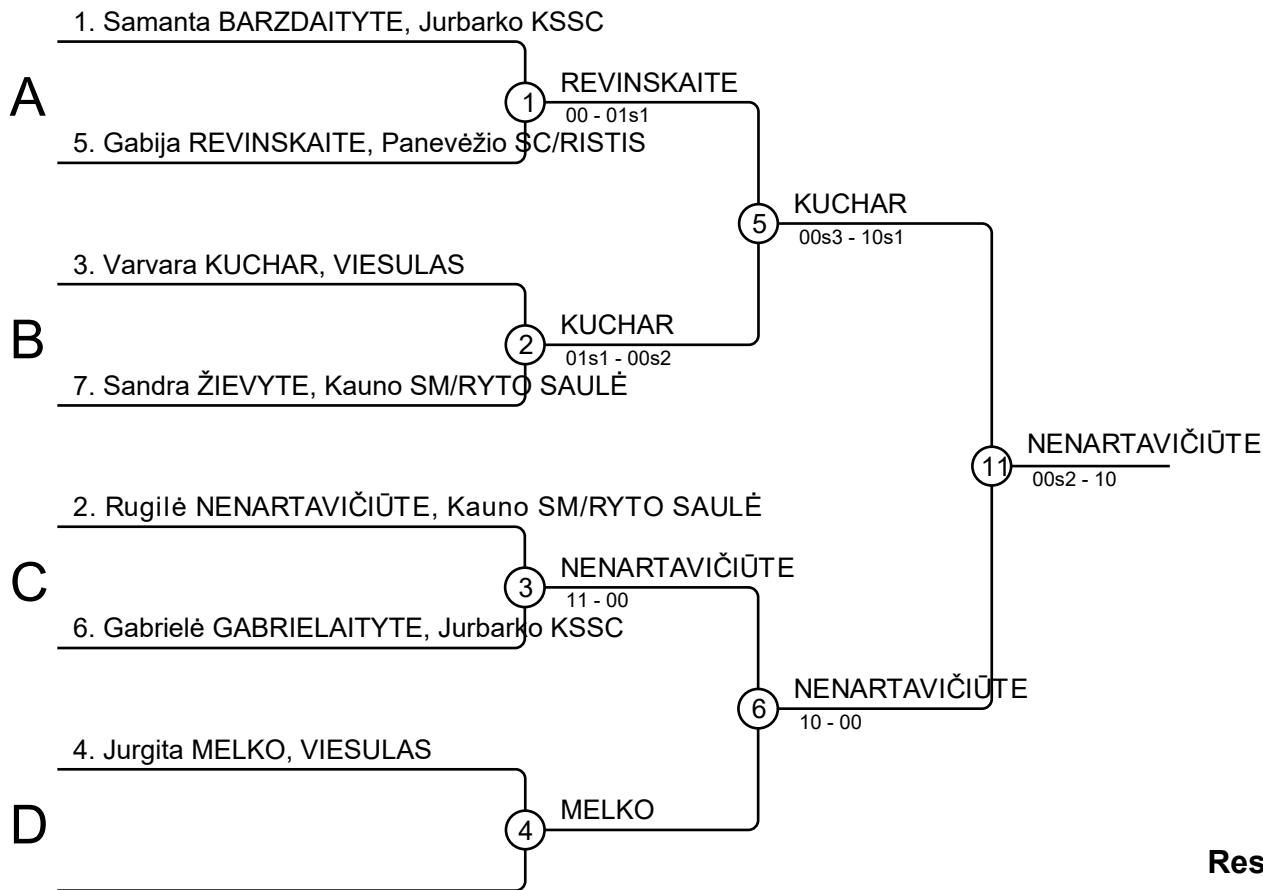 1. Samanta BARZDAITYTE, Jurbarko KSSC
A
1
REVINSKAITE
00 - 01s1
5. Gabija REVINSKAITE, Panevėžio SC/RISTIS
5
KUCHAR
00s3 - 10s1
3. Varvara KUCHAR, VIESULAS
B
2
KUCHAR
01s1 - 00s2
7. Sandra ŽIEVYTE, Kauno SM/RYTO SAULĖ
11
NENARTAVIČIŪTE
00s2 - 10
2. Rugilė NENARTAVIČIŪTE, Kauno SM/RYTO SAULĖ
C
3
NENARTAVIČIŪTE
11 - 00
6. Gabrielė GABRIELAITYTE, Jurbarko KSSC
6
NENARTAVIČIŪTE
10 - 00
4. Jurgita MELKO, VIESULAS
D
4
MELKO
Res